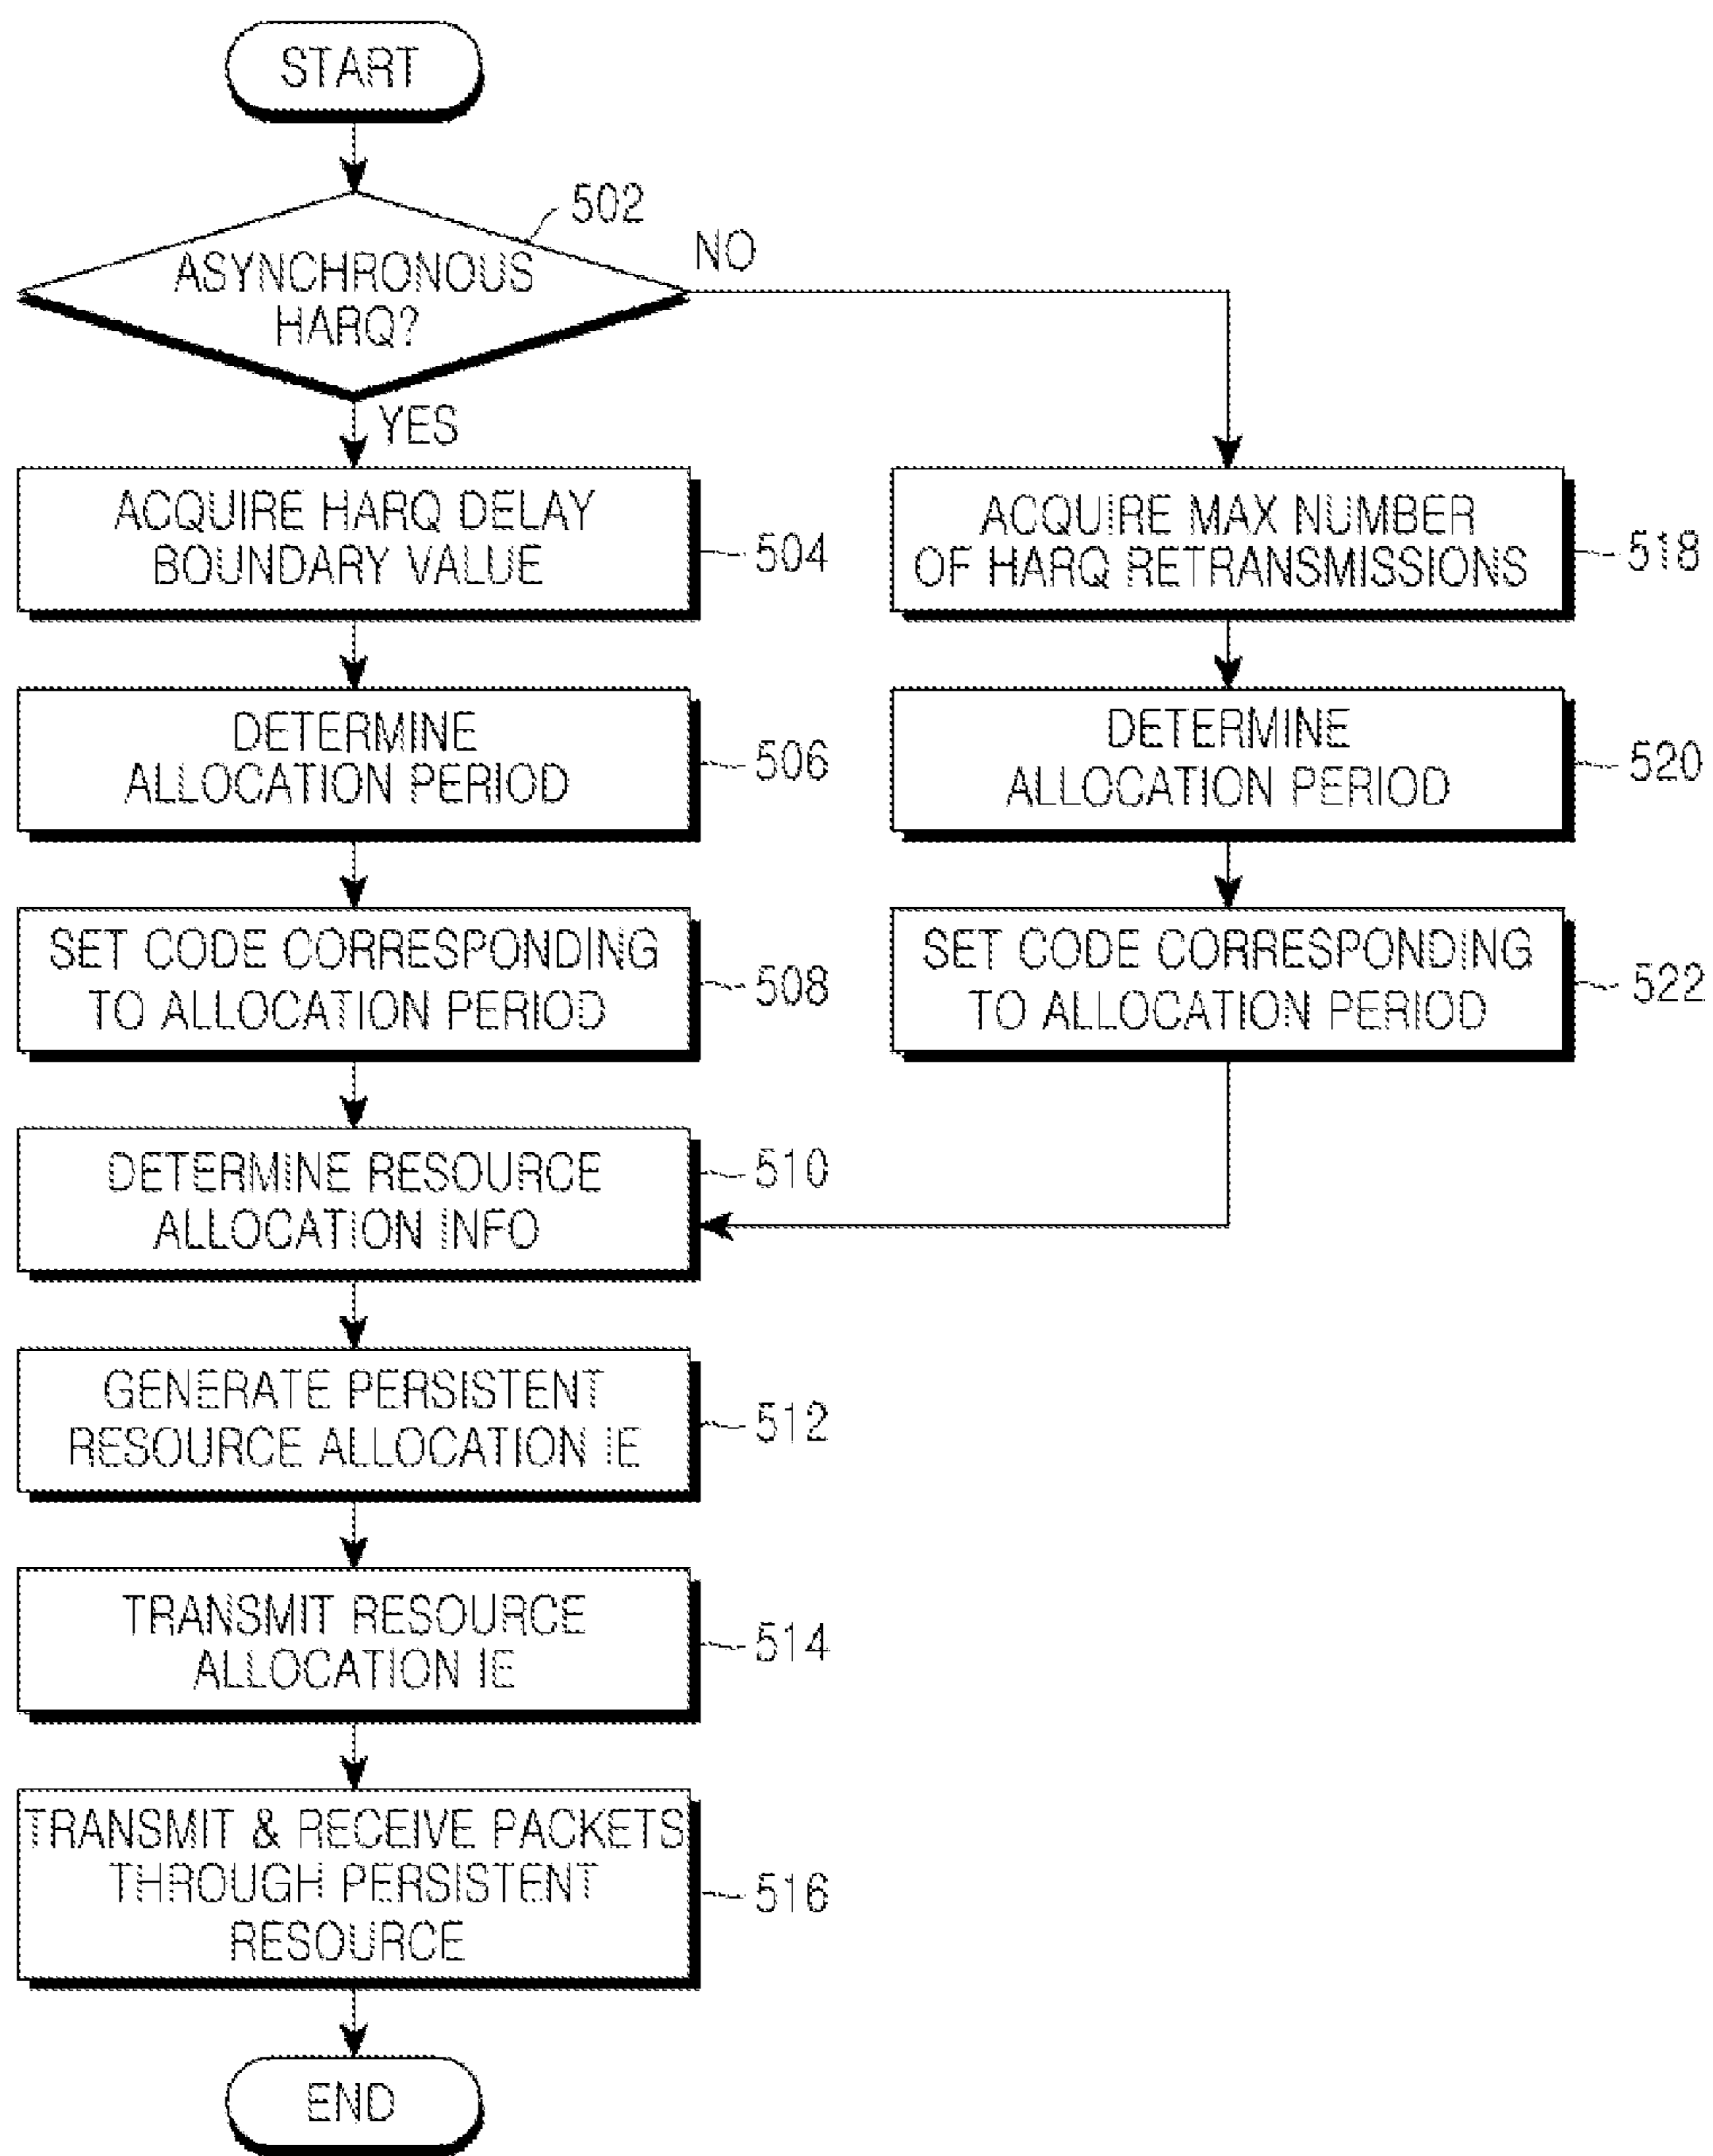 START
502
ASYNCHRONOUS
HARQ?
NO
YES
ACQUIRE HARQ DELAY
BOUNDARY VALUE
504
ACQUIRE MAX NUMBER
OF HARQ RETRANSMISSIONS
518
DETERMINE
ALLOCATION PERIOD
506
DETERMINE
ALLOCATION PERIOD
520
SET CODE CORRESPONDING
TO ALLOCATION PERIOD
508
SET CODE CORRESPONDING
TO ALLOCATION PERIOD
522
DETERMINE RESOURCE
ALLOCATION INFO
510
GENERATE PERSISTENT
RESOURCE ALLOCATION IE
512
TRANSMIT RESOURCE
ALLOCATION IE
514
TRANSMIT & RECEIVE PACKETS
THROUGH PERSISTENT
RESOURCE
516
END